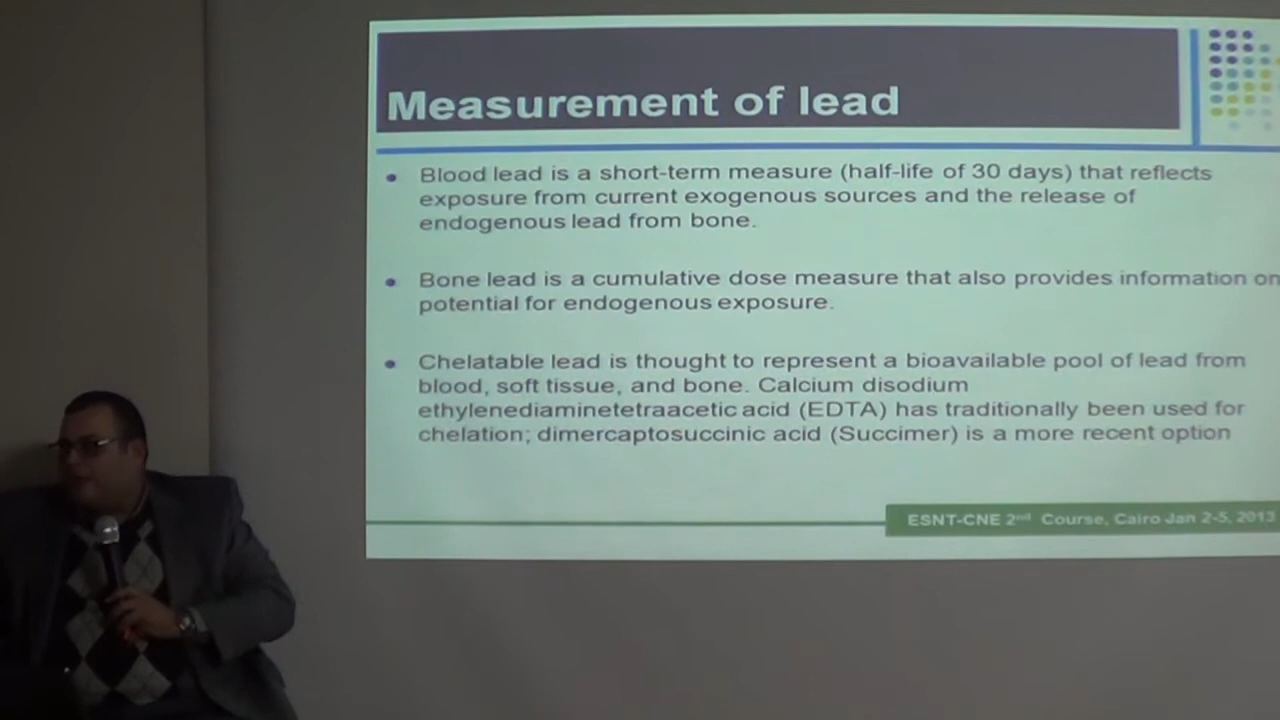 Measurement of lead
• Blood lead is a short-term measure (half-life of 30 days) that reflects
exposure from current exogenous sources and the release of
endogenous lead from bone.
• Bone lead is a cumulative dose measure that also provides information on
potential for endogenous exposure.
• Chelatable lead is thought to represent a bioavailable pool of lead from
blood, soft tissue, and bone. Calcium disodium
ethylenediaminetetraacetic acid (EDTA) has traditionally been used for
chelation; dimercaptosuccinic acid (Succimer) is a more recent option
ESNT-CNE 2nd Course, Cairo Jan 2-5, 2013